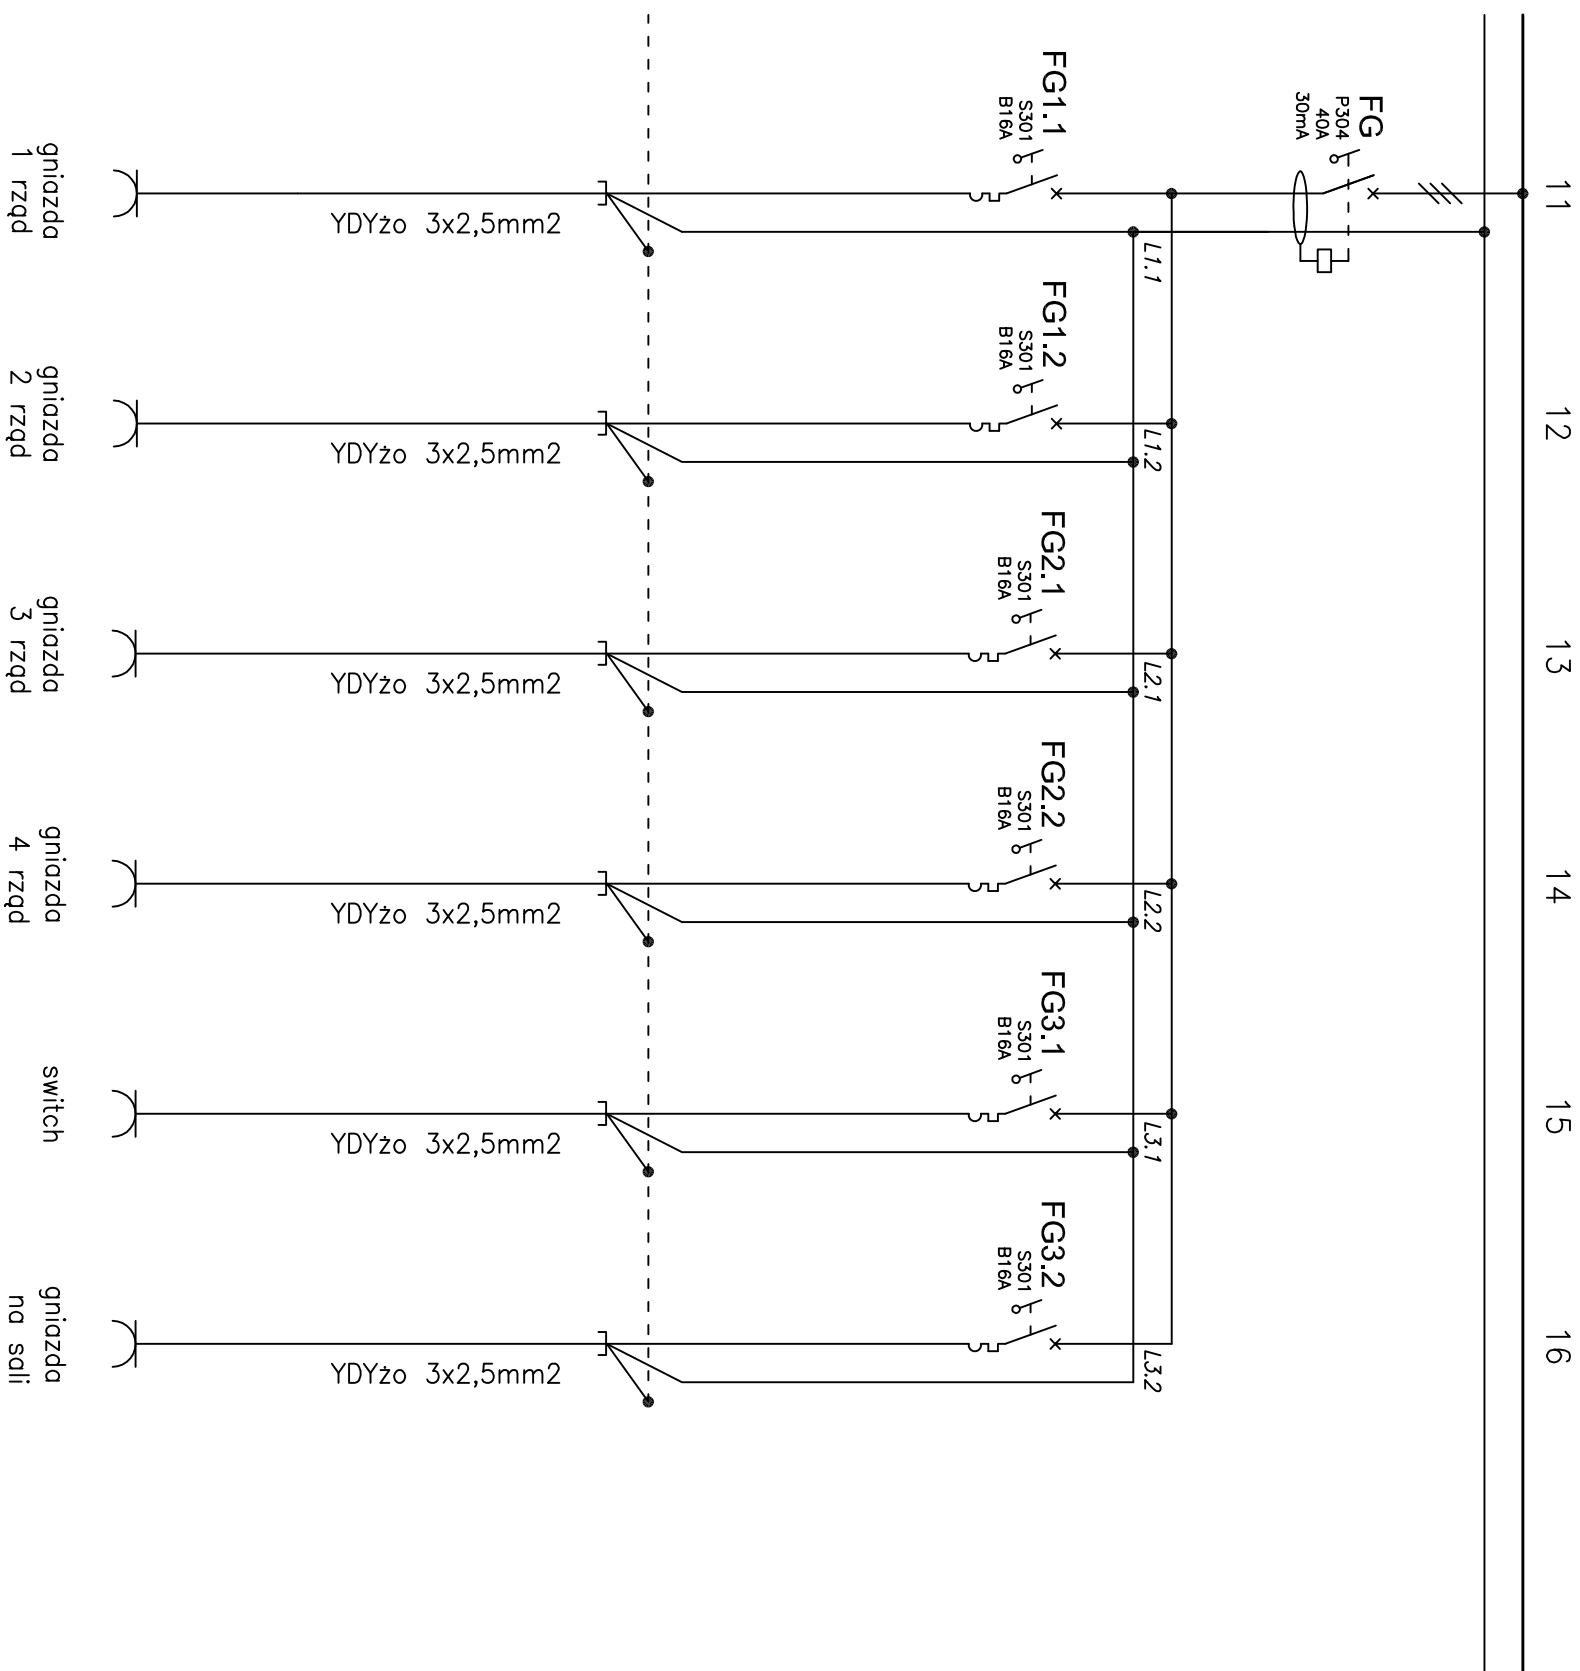 11
12
13
14
15
16
FG
P304
40A
30mA
L1.1
L1.2
L2.1
L2.2
L3.1
L3.2
FG1.1
S301
B16A
FG1.2
S301
B16A
FG2.1
S301
B16A
FG2.2
S301
B16A
FG3.1
S301
B16A
FG3.2
S301
B16A
YDYżo 3x2,5mm2
YDYżo 3x2,5mm2
YDYżo 3x2,5mm2
YDYżo 3x2,5mm2
YDYżo 3x2,5mm2
YDYżo 3x2,5mm2
gniazda
1 rząd
gniazda
2 rząd
gniazda
3 rząd
gniazda
4 rząd
switch
gniazda
na sali